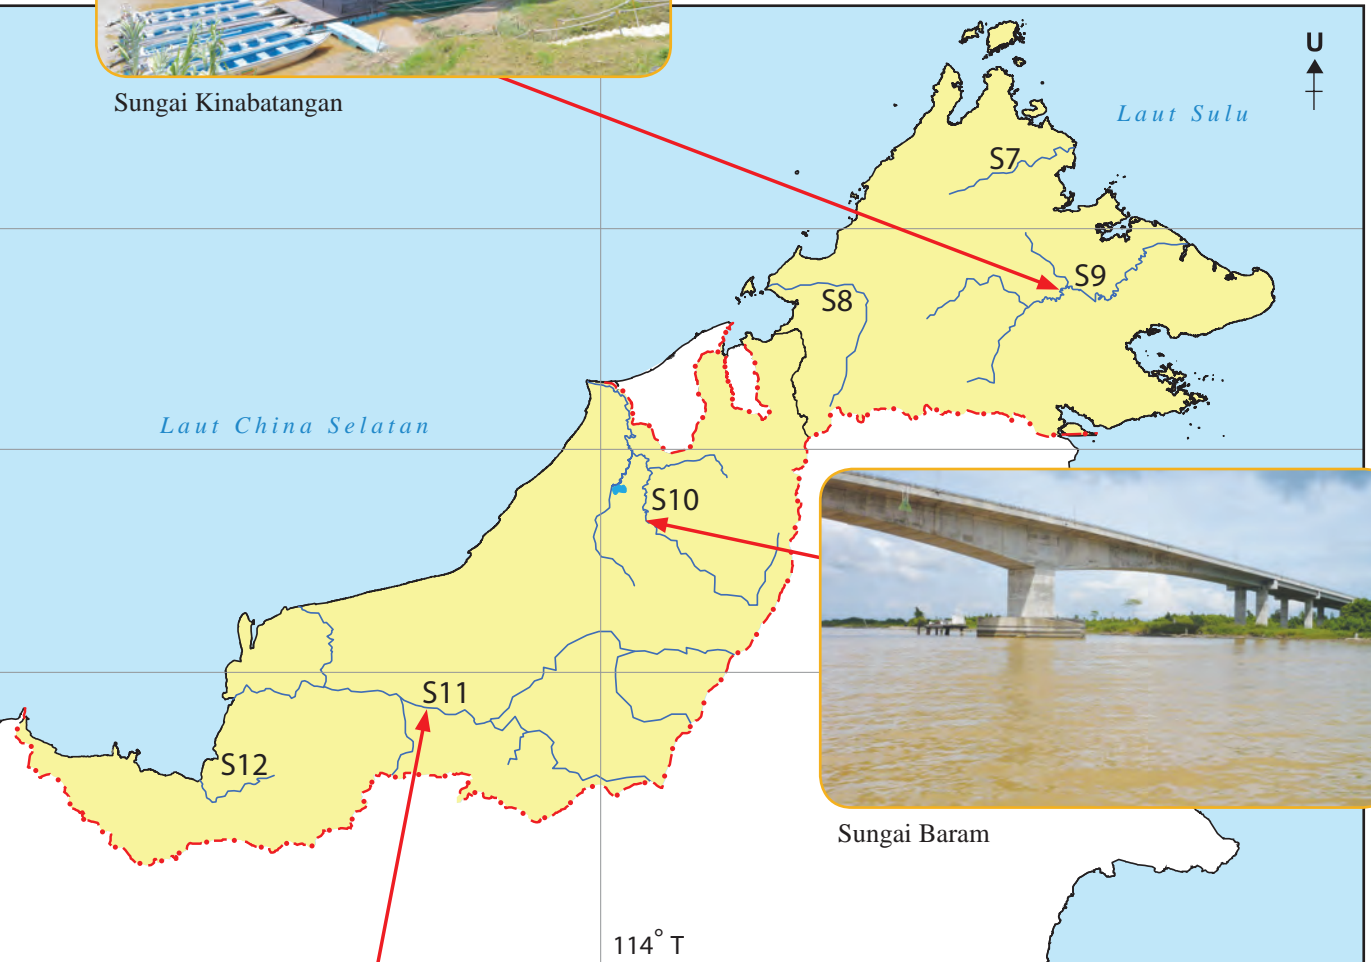 U
Sungai Kinabatangan
Laut Sulu
S7
S9
S8
Laut China Selatan
S10
S11
S12
Sungai Baram
114° T